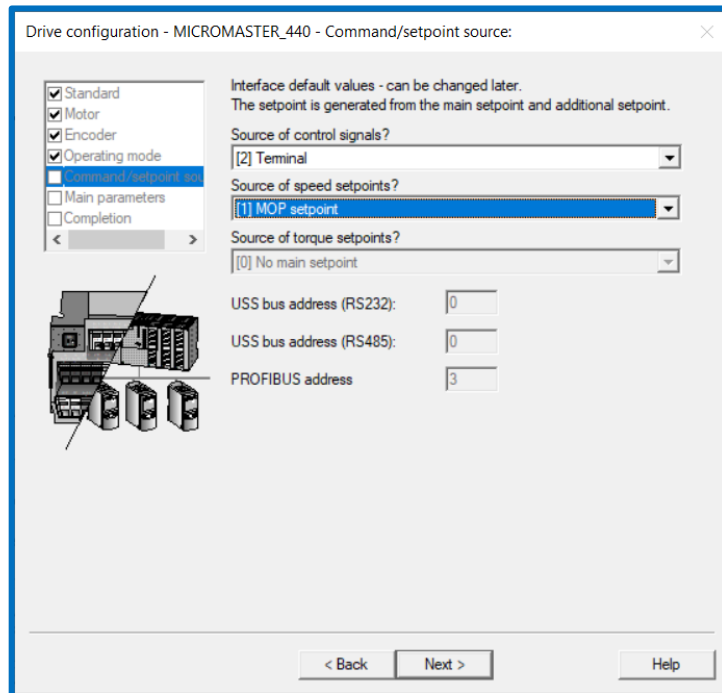 Drive configuration - MICROMASTER_440 - Command/setpoint source:
Standard
Motor
Encoder
Operating mode
Command/setpoint sou
Main parameters
Completion
Interface default values - can be changed later.
The setpoint is generated from the main setpoint and additional setpoint.
Source of control signals?
[2] Terminal
Source of speed setpoints?
[1] MOP setpoint
Source of torque setpoints?
[0] No main setpoint
USS bus address (RS232): 0
USS bus address (RS485): 0
PROFIBUS address 3
< Back Next > Help